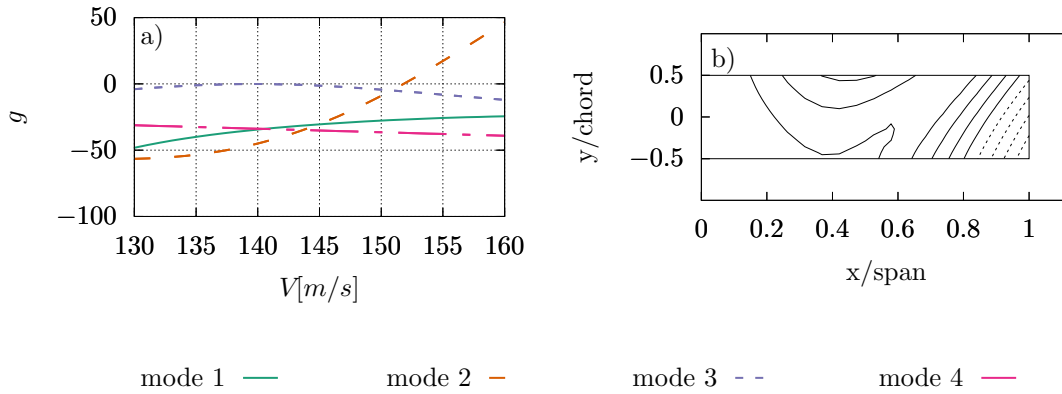 50
0
−50
−100
g
a)
130 135 140 145 150 155 160
V[m/s]
b)
0.5
0
−0.5
y/chord
0 0.2 0.4 0.6 0.8 1
x/span
mode 1 mode 2 mode 3 mode 4